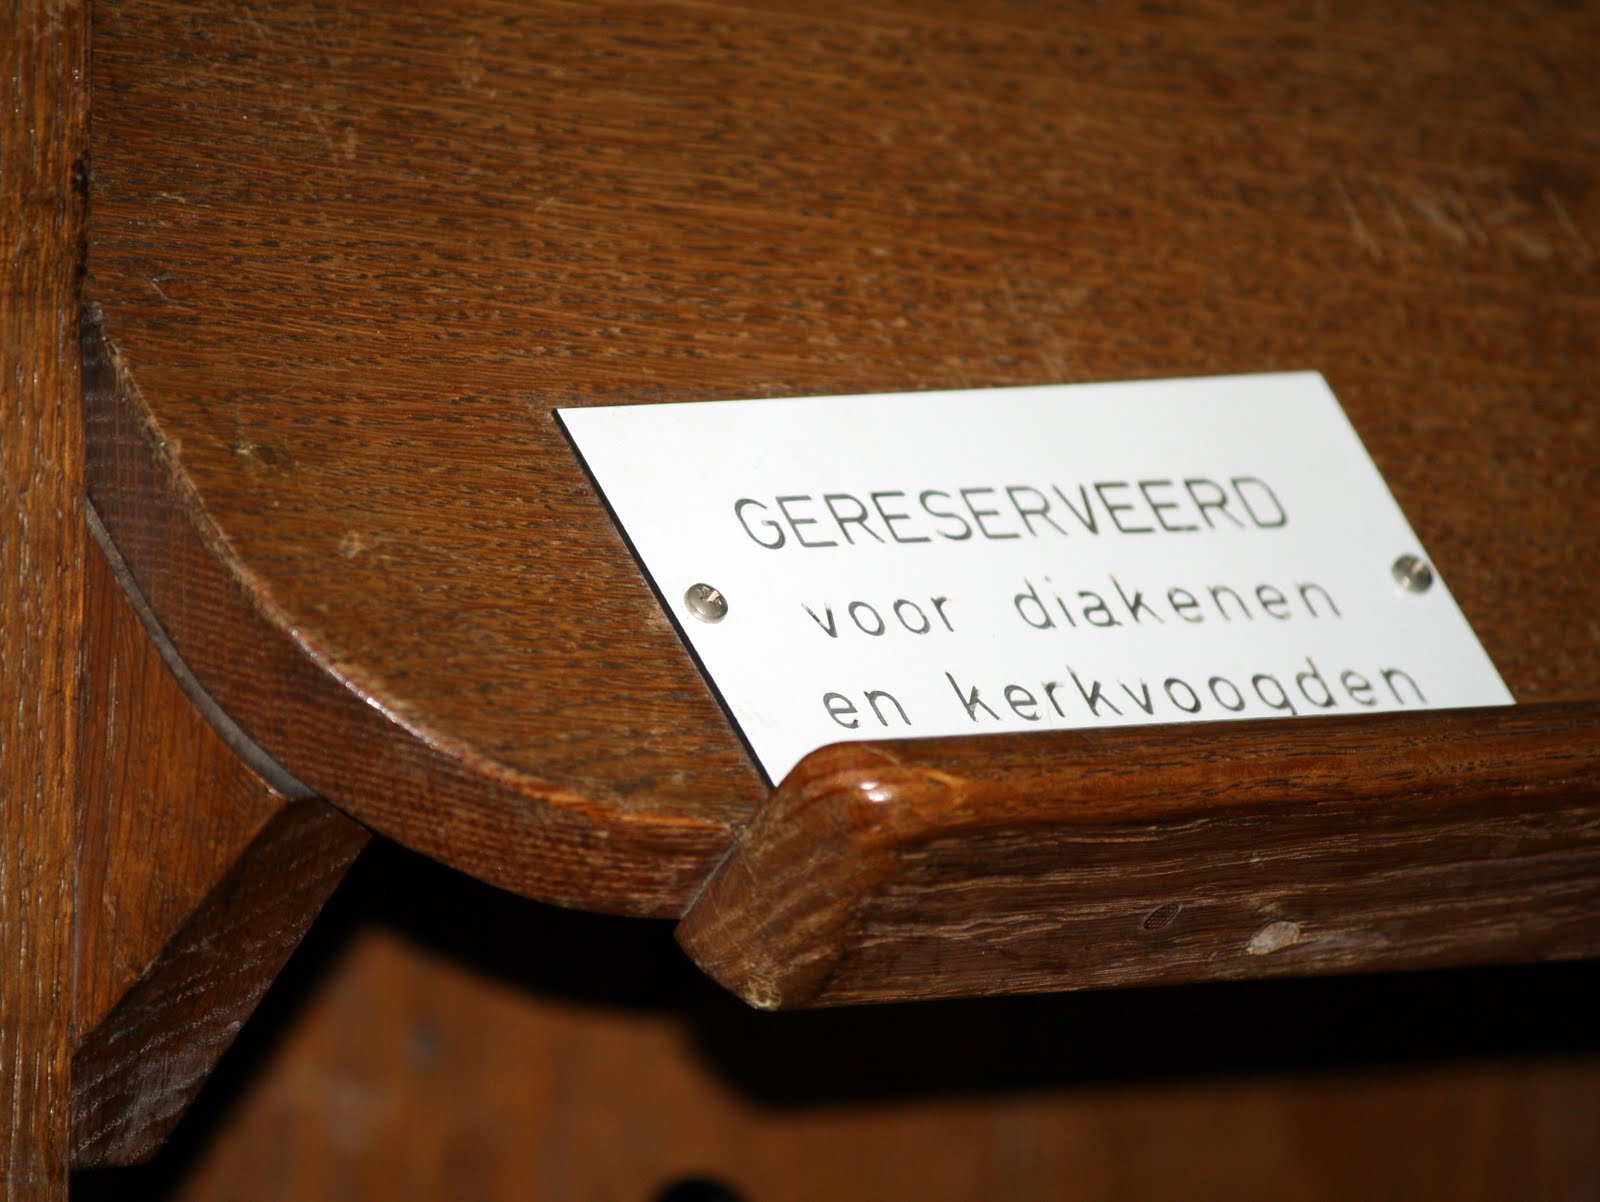 GERESERVEERD
voor diakenen
en kerkvoogden